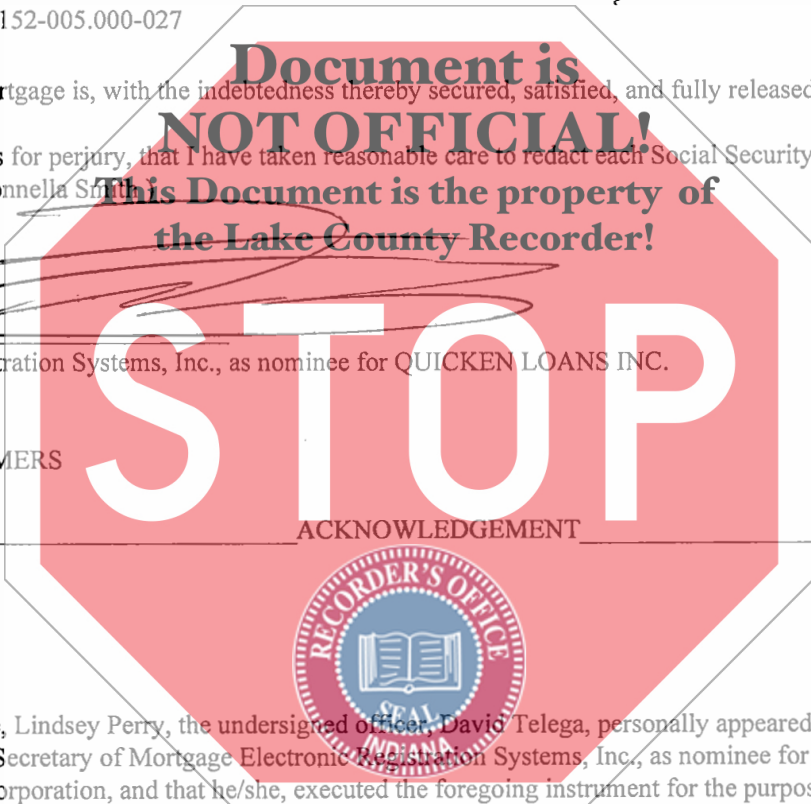 152-005.000-027
Document is
rtgage is, with the indebtedness thereby secured, satisfied, and fully released
NOT OFFICIAL!
s for perjury, that I have taken reasonable care to redact each Social Security
nnella Smith
This Document is the property of
the Lake County Recorder!
STOP
ration Systems, Inc., as nominee for QUICKEN LOANS INC.
MERS
ACKNOWLEDGEMENT
RECORDER'S OFFICE
SEAL
INDIANA
, Lindsey Perry, the undersigned officer, David Telega, personally appeared
Secretary of Mortgage Electronic Registration Systems, Inc., as nominee for
orporation, and that he/she, executed the foregoing instrument for the purpo